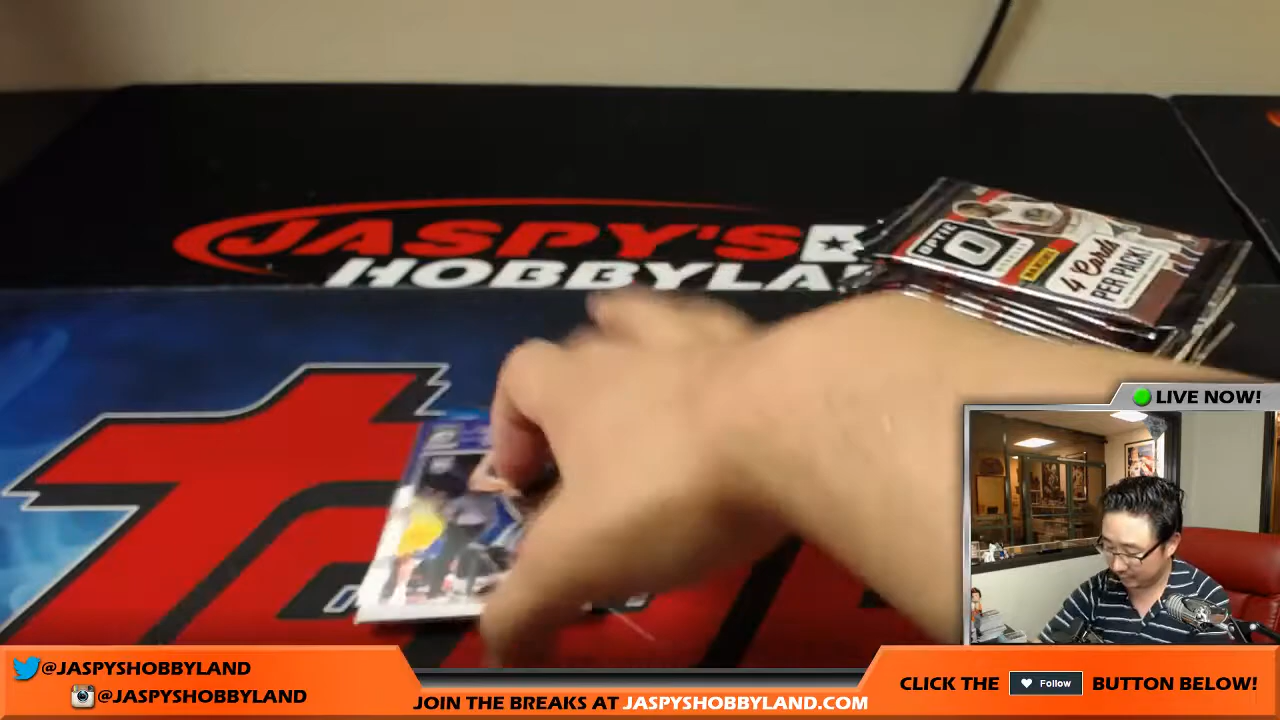 JASPY'S
HOBBYLA
OPTIC
PANINI
4 Cards
PER PACK!
LIVE NOW!
@JASPYSHOBBYLAND
@JASPYSHOBBYLAND
JOIN THE BREAKS AT JASPYSHOBBYLAND.COM
CLICK THE Follow BUTTON BELOW!